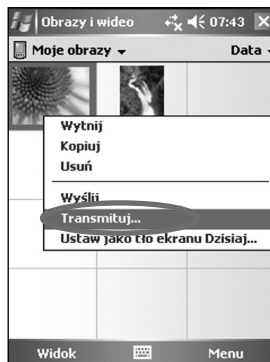 Obrazy i wideo 07:43
Moje obrazy Data
Wytnij
Kopiuj
Usuń
Wyślij
Transmituj...
Ustaw jako tło ekranu Dzisiaj...
Widok Menu